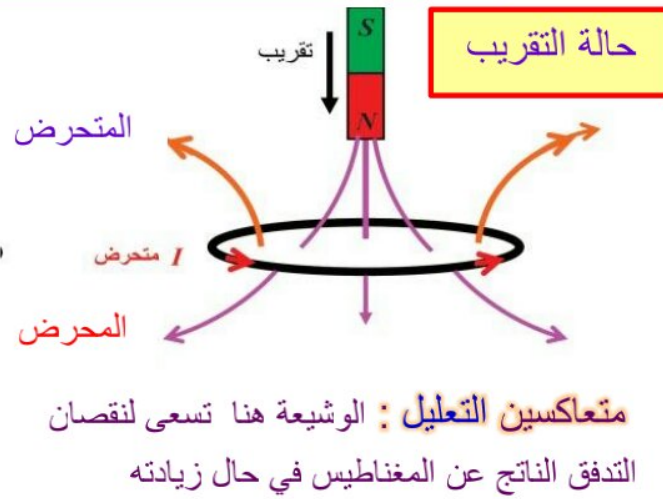 حالة التقريب
S
تقريب
N
المتحرض
I متحرض
المحرض
متعاكسين التعليل : الوشيعة هنا تسعى لنقصان
التدفق الناتج عن المغناطيس في حال زيادته